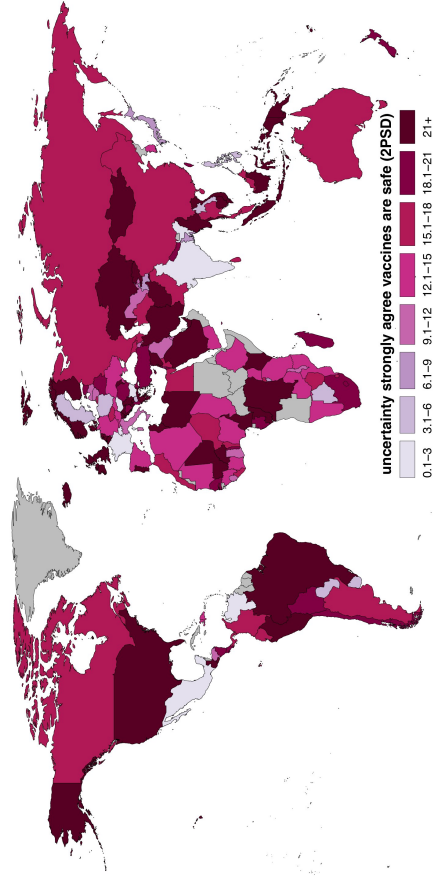 uncertainty strongly agree vaccines are safe (2PSD)
0.1–3 3.1–6 6.1–9 9.1–12 12.1–15 15.1–18 18.1–21 21+